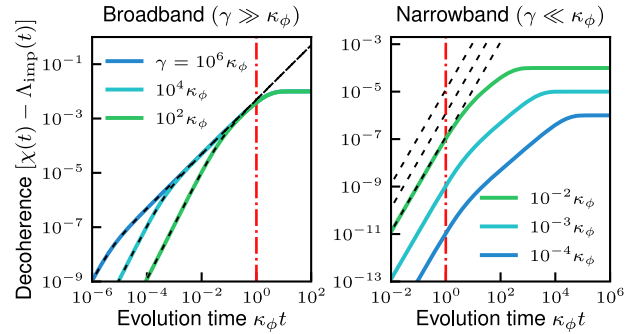 Broadband (γ ≫ κ_ϕ)
Decoherence [χ(t) − Λ_imp(t)]
10^−1
10^−3
10^−5
10^−7
10^−9
γ = 10^6 κ_ϕ
10^4 κ_ϕ
10^2 κ_ϕ
10^−6 10^−4 10^−2 10^0 10^2
Evolution time κ_ϕ t
Narrowband (γ ≪ κ_ϕ)
10^−3
10^−5
10^−7
10^−9
10^−11
10^−13
10^−2 κ_ϕ
10^−3 κ_ϕ
10^−4 κ_ϕ
10^−2 10^0 10^2 10^4 10^6
Evolution time κ_ϕ t